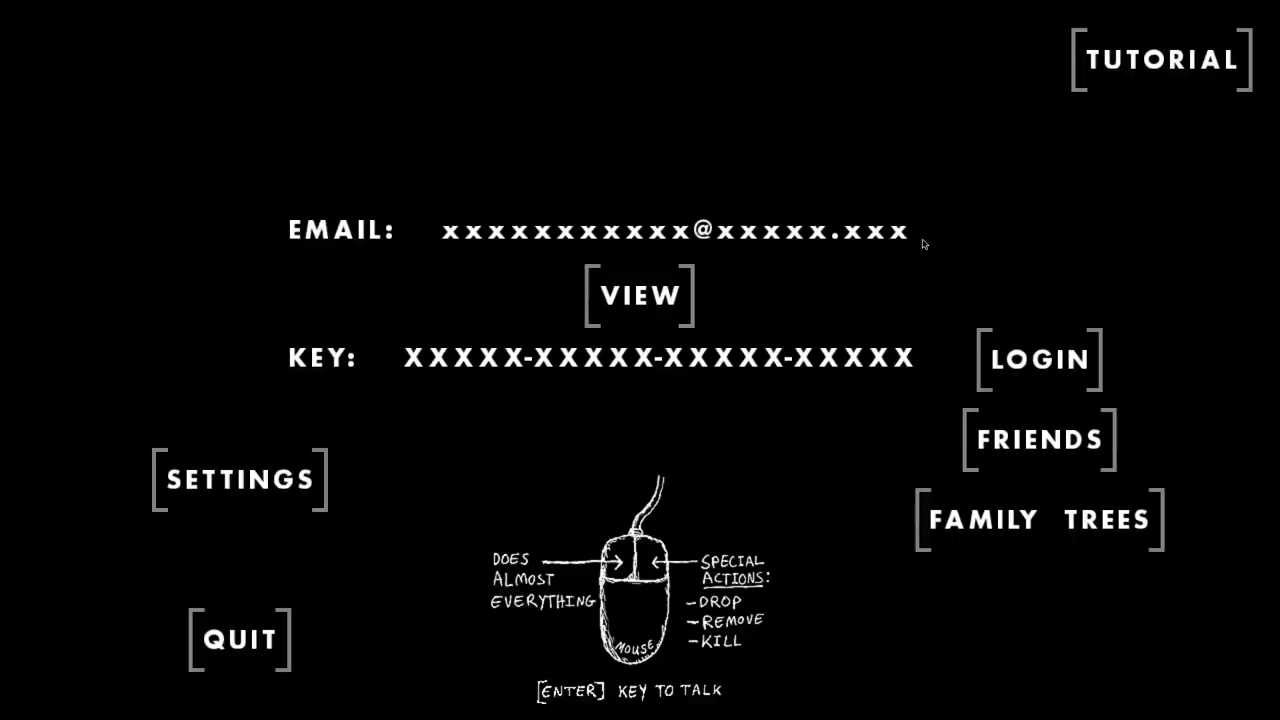 TUTORIAL
EMAIL: xxxxxxxxxxx@xxxxx.xxx
VIEW
KEY: XXXXX-XXXXX-XXXXX-XXXXX
LOGIN
FRIENDS
SETTINGS
FAMILY TREES
DOES
ALMOST
EVERYTHING
SPECIAL
ACTIONS:
-DROP
-REMOVE
-KILL
MOUSE
QUIT
[ENTER] KEY TO TALK